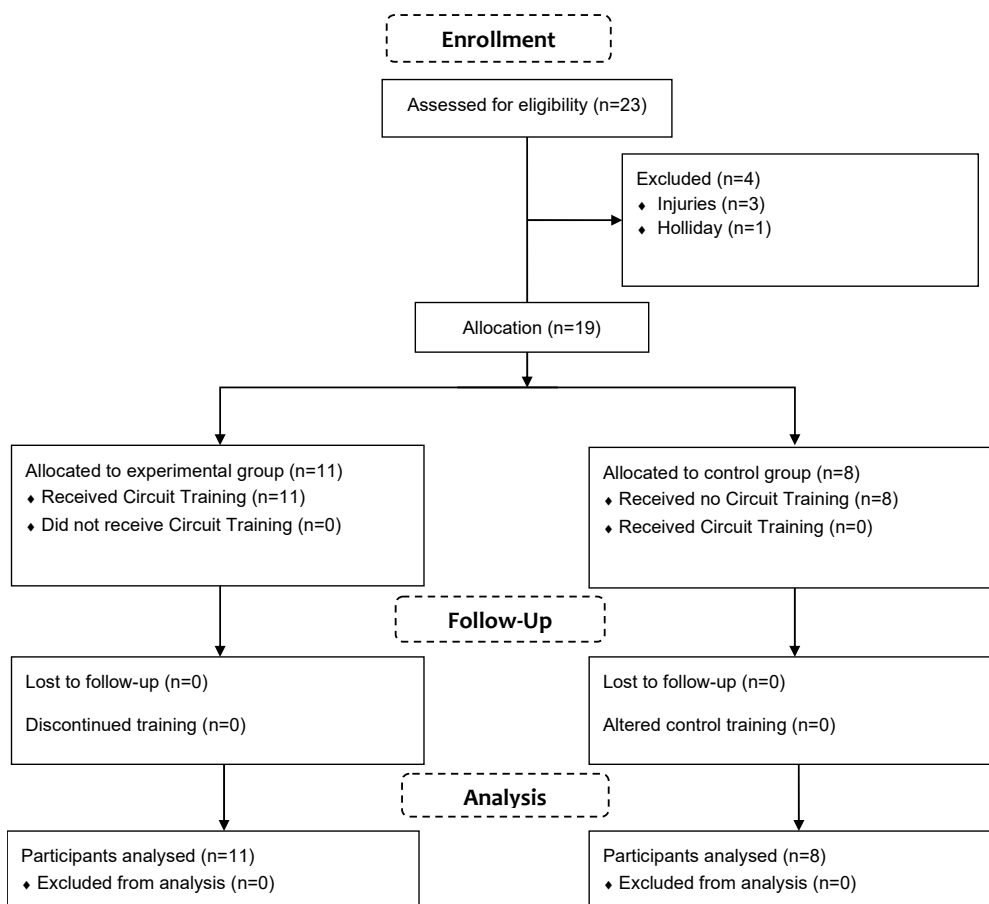 Enrollment
Assessed for eligibility (n=23)
Excluded (n=4)
♦ Injuries (n=3)
♦ Holliday (n=1)
Allocation (n=19)
Allocated to experimental group (n=11)
♦ Received Circuit Training (n=11)
♦ Did not receive Circuit Training (n=0)
Allocated to control group (n=8)
♦ Received no Circuit Training (n=8)
♦ Received Circuit Training (n=0)
Follow-Up
Lost to follow-up (n=0)
Discontinued training (n=0)
Lost to follow-up (n=0)
Altered control training (n=0)
Analysis
Participants analysed (n=11)
♦ Excluded from analysis (n=0)
Participants analysed (n=8)
♦ Excluded from analysis (n=0)